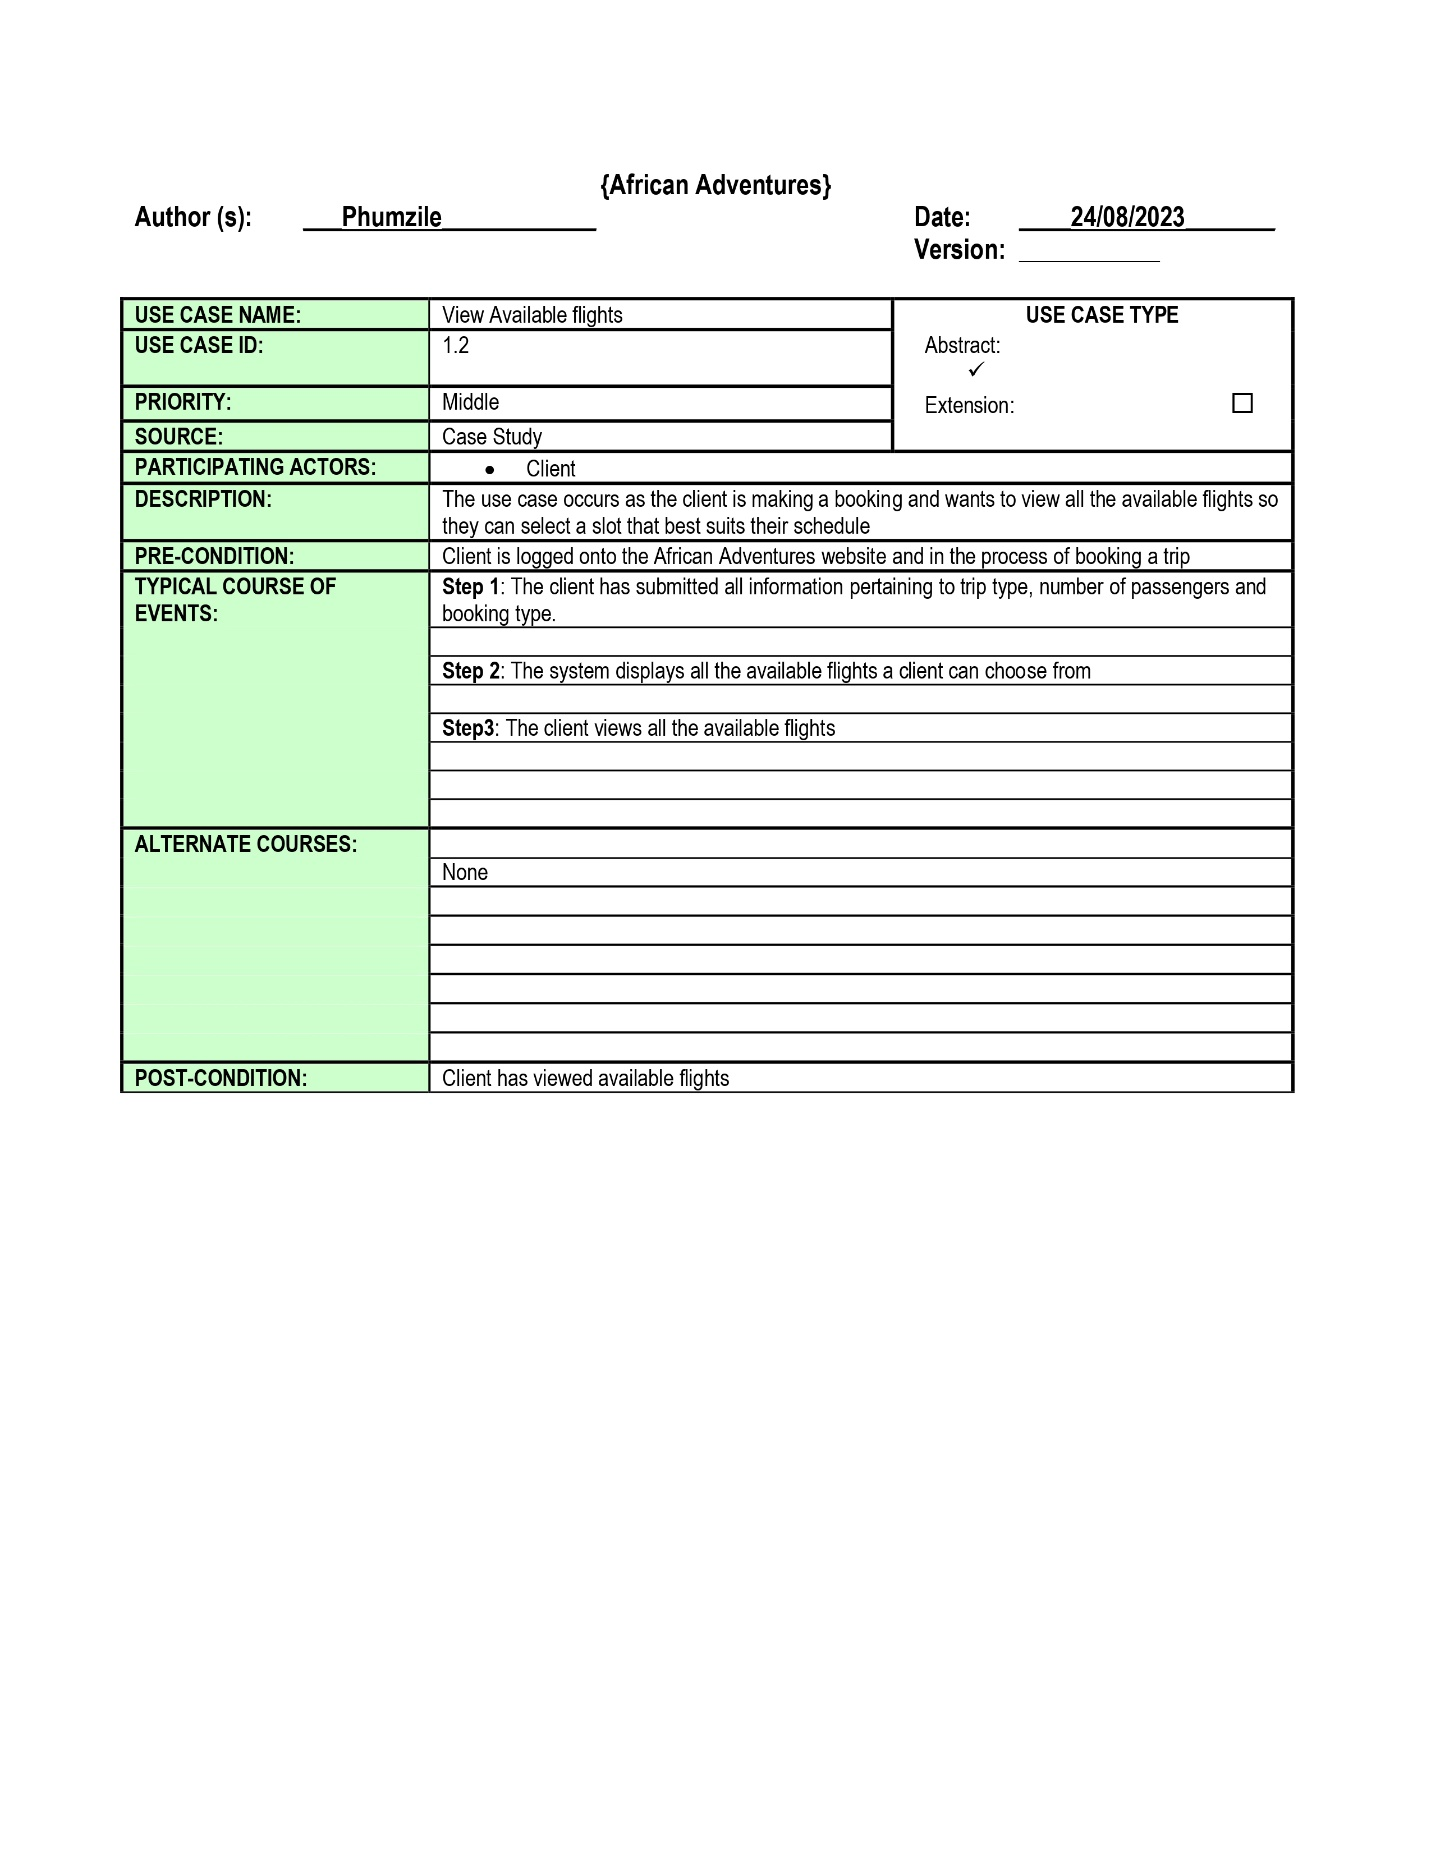 {African Adventures}
Author (s): ___Phumzile____________ Date: ____24/08/2023_______
Version: ___________
USE CASE NAME: View Available flights USE CASE TYPE
USE CASE ID: 1.2 Abstract:
✓
PRIORITY: Middle Extension: ☐
SOURCE: Case Study
PARTICIPATING ACTORS: • Client
DESCRIPTION: The use case occurs as the client is making a booking and wants to view all the available flights so
they can select a slot that best suits their schedule
PRE-CONDITION: Client is logged onto the African Adventures website and in the process of booking a trip
TYPICAL COURSE OF Step 1: The client has submitted all information pertaining to trip type, number of passengers and
EVENTS: booking type.
Step 2: The system displays all the available flights a client can choose from
Step3: The client views all the available flights
ALTERNATE COURSES:
None
POST-CONDITION: Client has viewed available flights